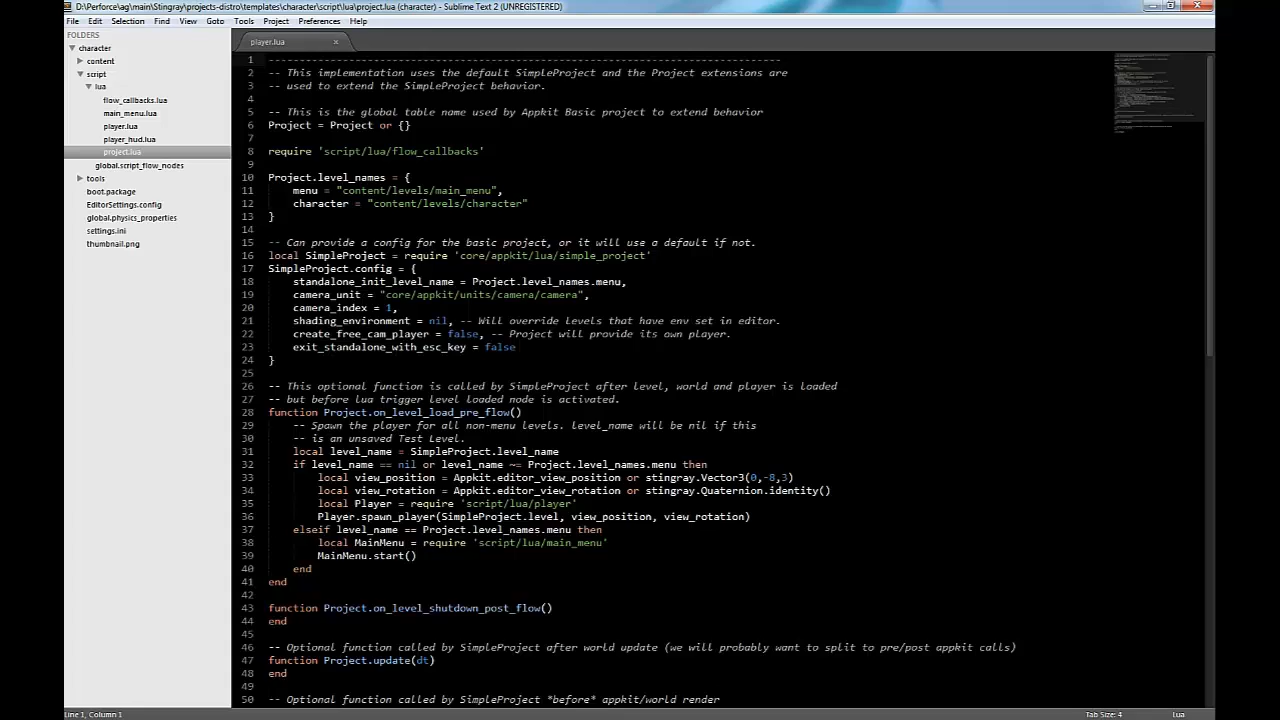 D:\Perforce\ag\main\Stingray\projects-distro\templates\character\script\lua\project.lua (character) - Sublime Text 2 (UNREGISTERED)
File Edit Selection Find View Goto Tools Project Preferences Help
FOLDERS
character
content
script
lua
flow_callbacks.lua
main_menu.lua
player.lua
player_hud.lua
project.lua
global.script_flow_nodes
tools
boot.package
EditorSettings.config
global.physics_properties
settings.ini
thumbnail.png
player.lua ×
1 --------------------------------------------------------------------------------
2 -- This implementation uses the default SimpleProject and the Project extensions are
3 -- used to extend the SimpleProject behavior.
4
5 -- This is the global table name used by Appkit Basic project to extend behavior
6 Project = Project or {}
7
8 require 'script/lua/flow_callbacks'
9
10 Project.level_names = {
11 menu = "content/levels/main_menu",
12 character = "content/levels/character"
13 }
14
15 -- Can provide a config for the basic project, or it will use a default if not.
16 local SimpleProject = require 'core/appkit/lua/simple_project'
17 SimpleProject.config = {
18 standalone_init_level_name = Project.level_names.menu,
19 camera_unit = "core/appkit/units/camera/camera",
20 camera_index = 1,
21 shading_environment = nil, -- Will override levels that have env set in editor.
22 create_free_cam_player = false, -- Project will provide its own player.
23 exit_standalone_with_esc_key = false
24 }
25
26 -- This optional function is called by SimpleProject after level, world and player is loaded
27 -- but before lua trigger level loaded node is activated.
28 function Project.on_level_load_pre_flow()
29 -- Spawn the player for all non-menu levels. level_name will be nil if this
30 -- is an unsaved Test Level.
31 local level_name = SimpleProject.level_name
32 if level_name == nil or level_name ~= Project.level_names.menu then
33 local view_position = Appkit.editor_view_position or stingray.Vector3(0,-8,3)
34 local view_rotation = Appkit.editor_view_rotation or stingray.Quaternion.identity()
35 local Player = require 'script/lua/player'
36 Player.spawn_player(SimpleProject.level, view_position, view_rotation)
37 elseif level_name == Project.level_names.menu then
38 local MainMenu = require 'script/lua/main_menu'
39 MainMenu.start()
40 end
41 end
42
43 function Project.on_level_shutdown_post_flow()
44 end
45
46 -- Optional function called by SimpleProject after world update (we will probably want to split to pre/post appkit calls)
47 function Project.update(dt)
48 end
49
50 -- Optional function called by SimpleProject *before* appkit/world render
Line 1, Column 1 Tab Size: 4 Lua